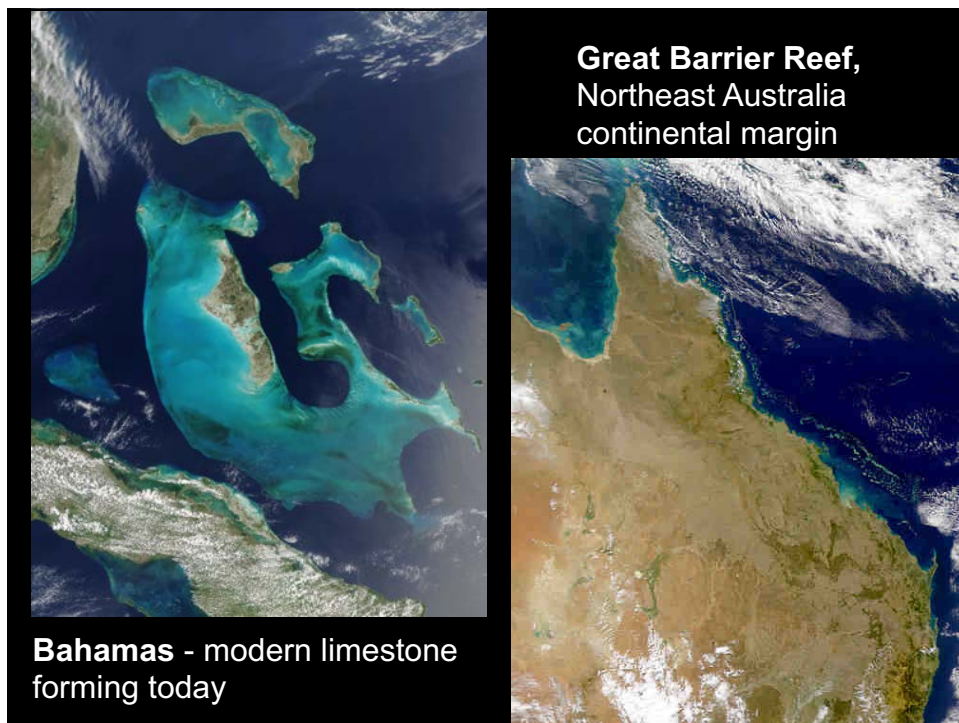 Great Barrier Reef,
Northeast Australia
continental margin
Bahamas - modern limestone
forming today